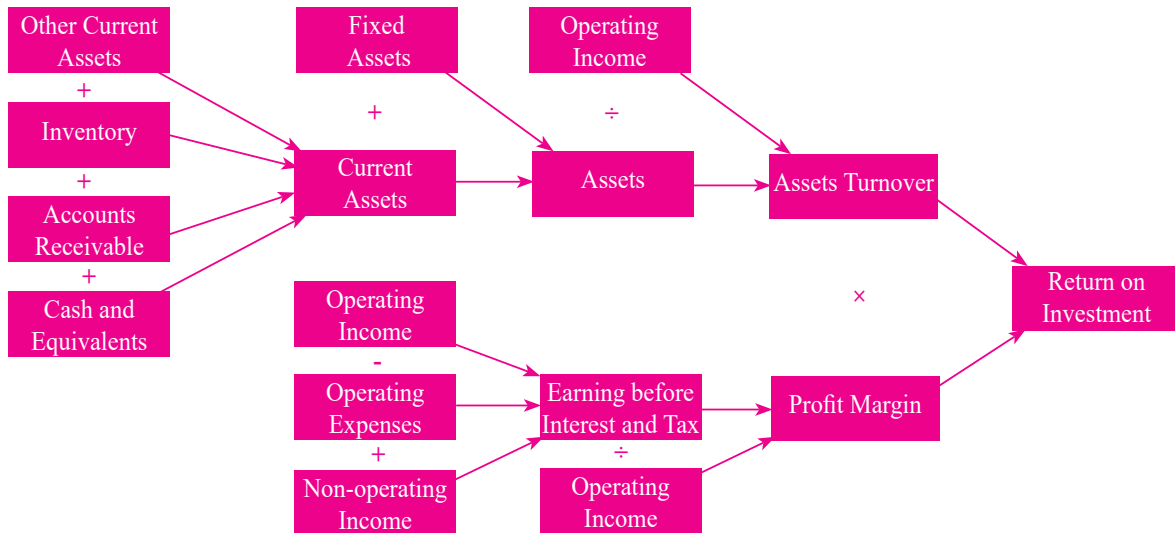 Other Current
Assets
+
Inventory
+
Accounts
Receivable
+
Cash and
Equivalents
Fixed
Assets
+
Current
Assets
Operating
Income
÷
Assets
Assets Turnover
Operating
Income
-
Operating
Expenses
+
Non-operating
Income
Earning before
Interest and Tax
÷
Operating
Income
Profit Margin
×
Return on
Investment